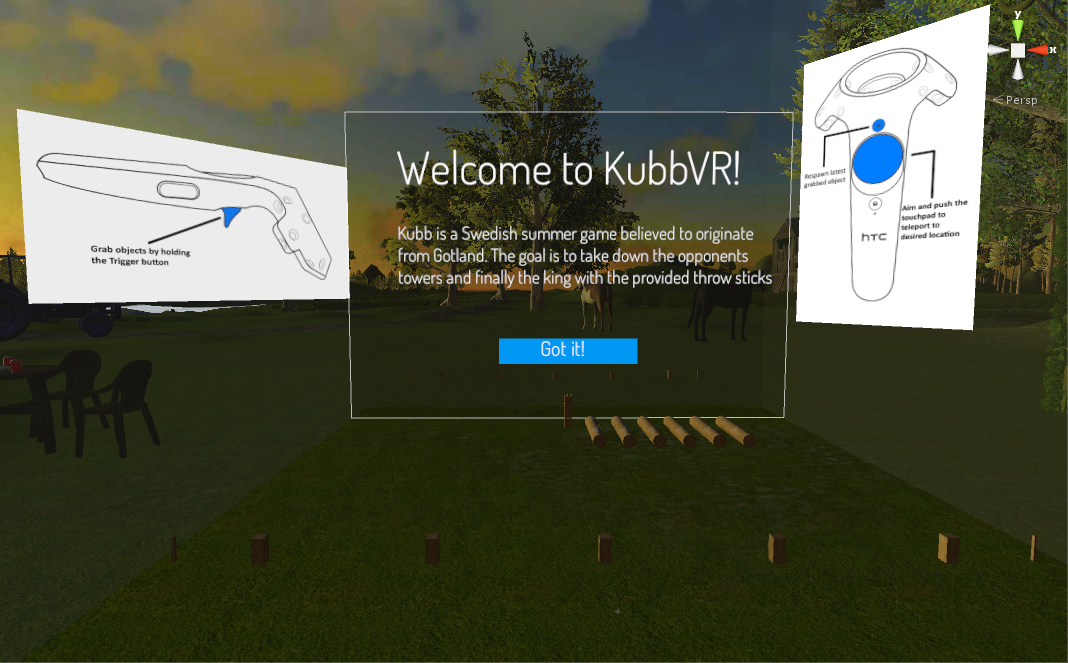 Welcome to KubbVR!
Kubb is a Swedish summer game believed to originate
from Gotland. The goal is to take down the opponents
towers and finally the king with the provided throw sticks
Got it!
Grab objects by holding
the Trigger button
Respawn latest
grabbed object
Aim and push the
touchpad to
teleport to
desired location
hTC
y
x
< Persp